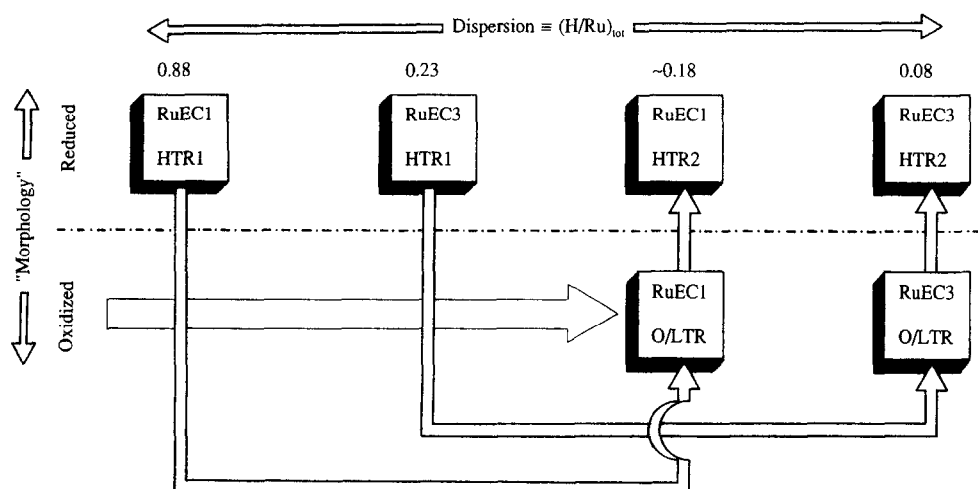 Dispersion ≡ (H/Ru)tot
0.88 0.23 ~0.18 0.08
"Morphology"
Reduced
RuEC1
HTR1
RuEC3
HTR1
RuEC1
HTR2
RuEC3
HTR2
Oxidized
RuEC1
O/LTR
RuEC3
O/LTR